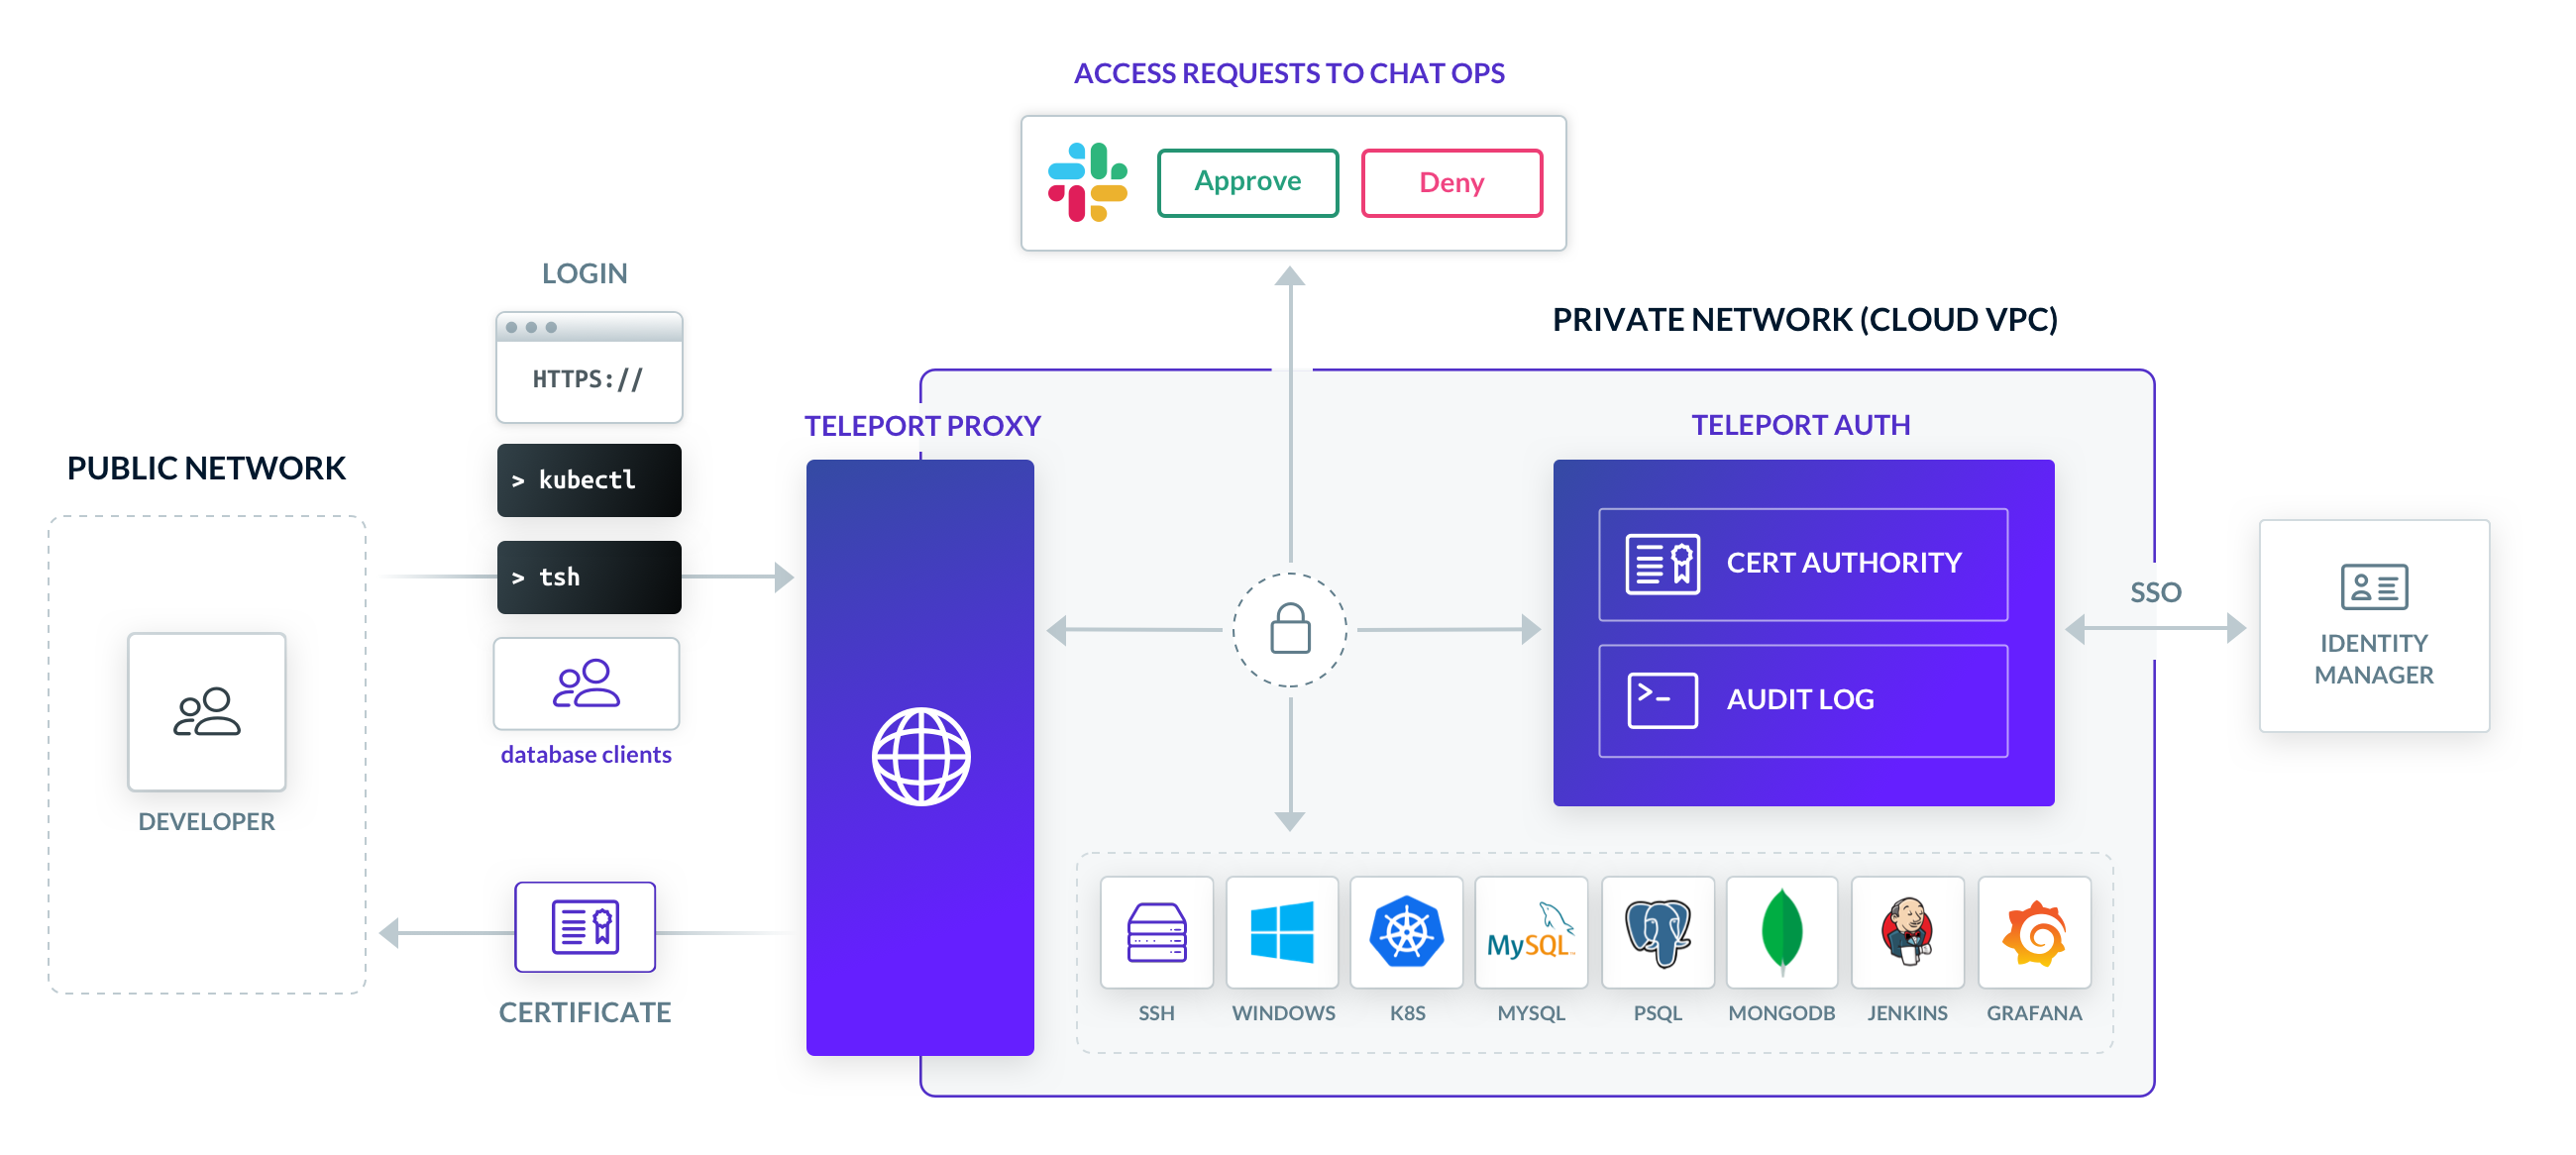 ACCESS REQUESTS TO CHAT OPS
Approve
Deny
LOGIN
HTTPS://
> kubectl
> tsh
database clients
PUBLIC NETWORK
DEVELOPER
CERTIFICATE
TELEPORT PROXY
PRIVATE NETWORK (CLOUD VPC)
TELEPORT AUTH
CERT AUTHORITY
>_
AUDIT LOG
SSO
IDENTITY
MANAGER
MySQL™
SSH
WINDOWS
K8S
MYSQL
PSQL
MONGODB
JENKINS
GRAFANA